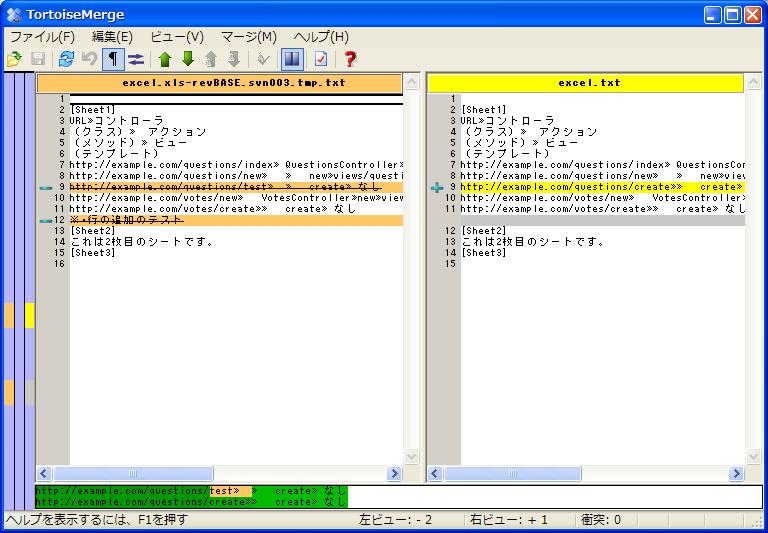 TortoiseMerge
ファイル(F) 編集(E) ビュー(V) マージ(M) ヘルプ(H)
excel.xls-revBASE.svn003.tmp.txt
1
2 [Sheet1]
3 URL»コントローラ
4 (クラス)» アクション
5 (メソッド)» ビュー
6 (テンプレート)
7 http://example.com/questions/index» QuestionsController»
8 http://example.com/questions/new» » new»views/questi
9 http://example.com/questions/test» » create» なし
10 http://example.com/votes/new» VotesController»new»view
11 http://example.com/votes/create»» create» なし
12 ※・行の追加のテスト
13 [Sheet2]
14 これは2枚目のシートです。
15 [Sheet3]
16
excel.txt
1
2 [Sheet1]
3 URL»コントローラ
4 (クラス)» アクション
5 (メソッド)» ビュー
6 (テンプレート)
7 http://example.com/questions/index» QuestionsCont
8 http://example.com/questions/new» » new»view
9 http://example.com/questions/create»» create»
10 http://example.com/votes/new» VotesController»n
11 http://example.com/votes/create»» create» なし
12 [Sheet2]
13 これは2枚目のシートです。
14 [Sheet3]
15
http://example.com/questions/test» » create» なし
http://example.com/questions/create»» create» なし
ヘルプを表示するには、F1を押す 左ビュー: - 2 右ビュー: + 1 衝突: 0